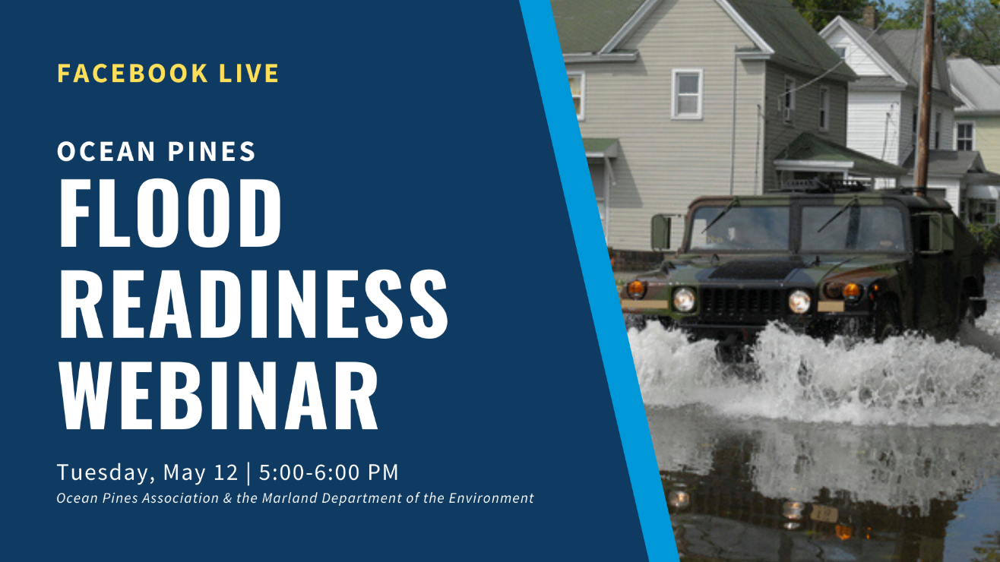 FACEBOOK LIVE
OCEAN PINES
FLOOD
READINESS
WEBINAR
Tuesday, May 12 | 5:00-6:00 PM
Ocean Pines Association & the Marland Department of the Environment